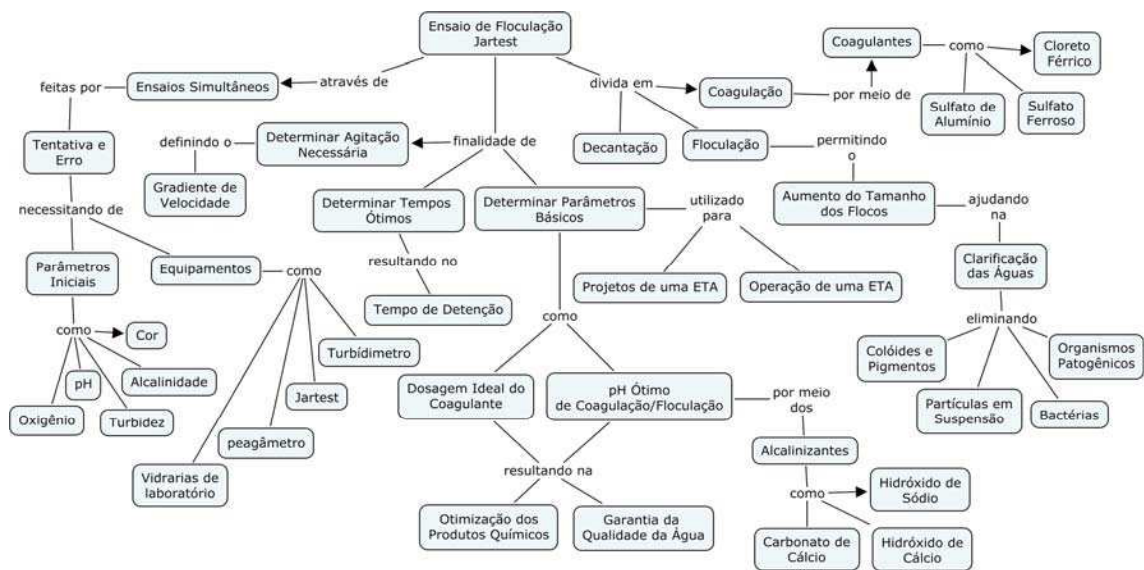 Ensaio de Floculação
Jartest
Coagulantes
como
Cloreto
Férrico
feitas por
Ensaios Simultâneos
através de
divida em
Coagulação
por meio de
Sulfato de
Alumínio
Sulfato
Ferroso
Tentativa e
Erro
definindo o
Determinar Agitação
Necessária
finalidade de
Decantação
Floculação
permitindo
o
Gradiente de
Velocidade
necessitando de
Determinar Tempos
Ótimos
Determinar Parâmetros
Básicos
utilizado
para
Aumento do Tamanho
dos Flocos
ajudando
na
Parâmetros
Iniciais
Equipamentos
como
resultando no
Projetos de uma ETA
Operação de uma ETA
Clarificação
das Águas
Tempo de Detenção
como
eliminando
como
Cor
Turbídimetro
Colóides e
Pigmentos
Organismos
Patogênicos
pH
Alcalinidade
Jartest
Dosagem Ideal do
Coagulante
pH Ótimo
de Coagulação/Floculação
por meio
dos
Partículas em
Suspensão
Bactérias
Oxigênio
Turbidez
peagâmetro
Vidrarias de
laboratório
resultando na
Alcalinizantes
como
Hidróxido de
Sódio
Otimização dos
Produtos Químicos
Garantia da
Qualidade da Água
Carbonato de
Cálcio
Hidróxido de
Cálcio